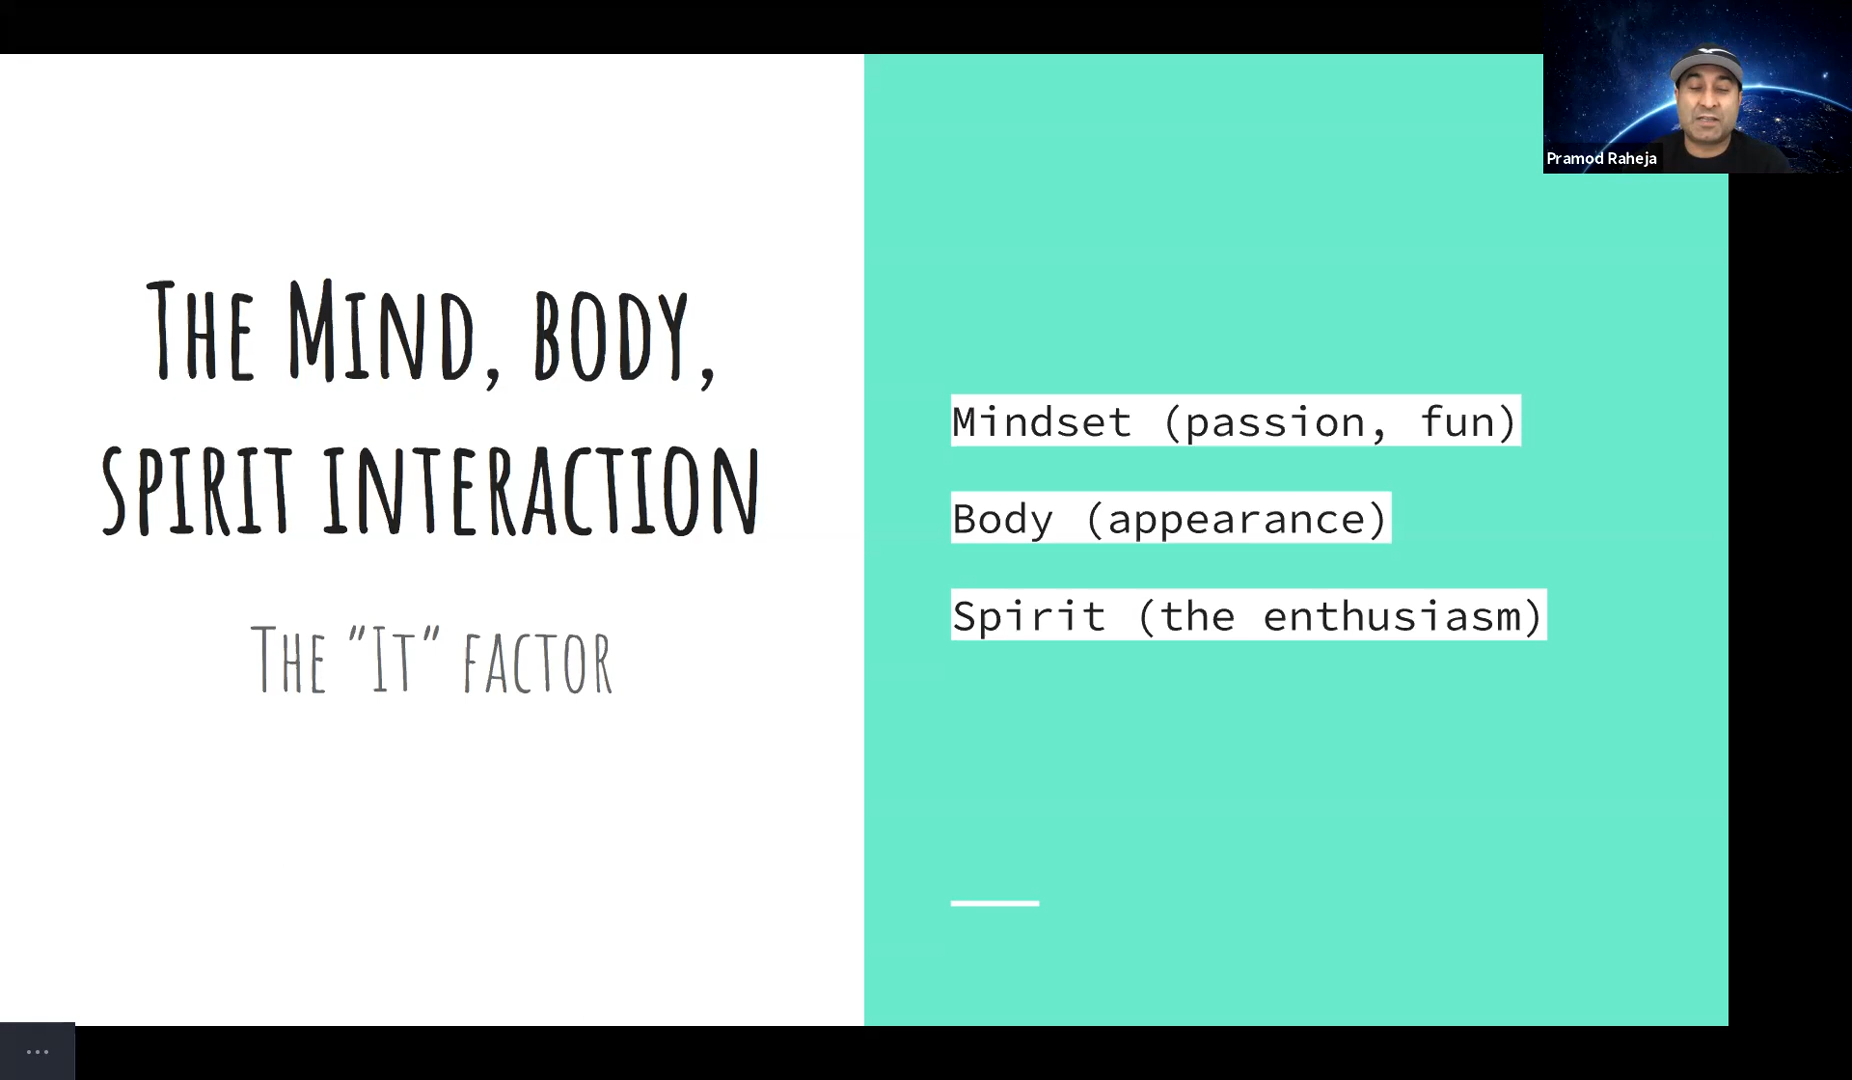 The Mind, body,
spirit interaction
The "It" factor
Mindset (passion, fun)
Body (appearance)
Spirit (the enthusiasm)
Pramod Raheja